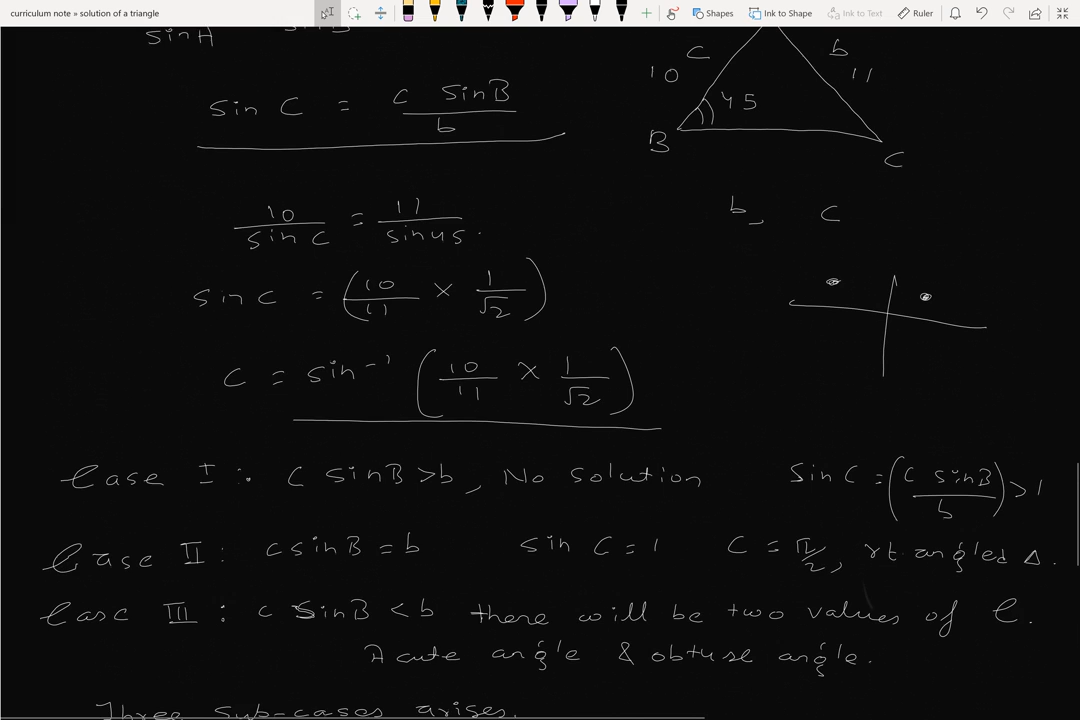 curriculum note » solution of a triangle
Shapes
Ink to Shape
Ink to Text
Ruler
sinA
c
b
10
11
45
B
C
sin C = c sinB / b
10 / sin C = 11 / sin 45.
b, C
sin C = (10/11 × 1/√2)
C = sin⁻¹ (10/11 × 1/√2)
Case I : c sinB > b, No solution sin C = (c sinB / b) > 1
Case II : c sinB = b sin C = 1 C = π/2, rt. angled Δ.
Case III : c sinB < b there will be two values of C.
Acute angle & obtuse angle.
Three sub-cases arises.